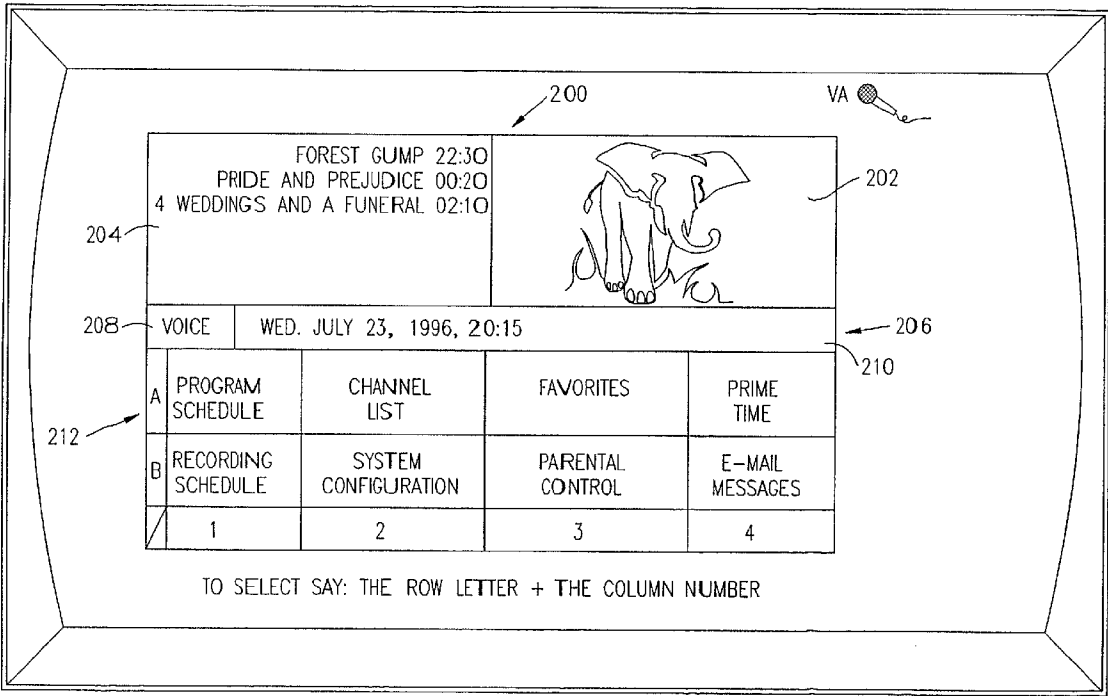 200
VA
FOREST GUMP 22:30
PRIDE AND PREJUDICE 00:20
4 WEDDINGS AND A FUNERAL 02:10
202
204
208
VOICE
WED. JULY 23, 1996, 20:15
206
210
A
PROGRAM
SCHEDULE
CHANNEL
LIST
FAVORITES
PRIME
TIME
212
B
RECORDING
SCHEDULE
SYSTEM
CONFIGURATION
PARENTAL
CONTROL
E-MAIL
MESSAGES
1
2
3
4
TO SELECT SAY: THE ROW LETTER + THE COLUMN NUMBER